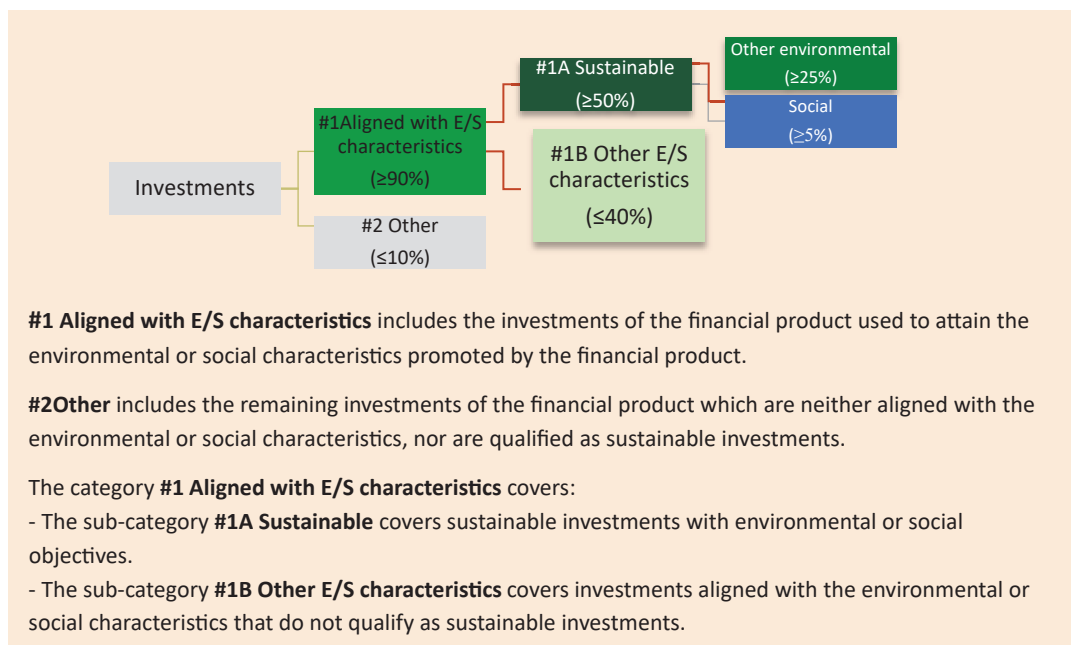 Investments
#1Aligned with E/S
characteristics
(≥90%)
#2 Other
(≤10%)
#1A Sustainable
(≥50%)
#1B Other E/S
characteristics
(≤40%)
Other environmental
(≥25%)
Social
(≥5%)
#1 Aligned with E/S characteristics includes the investments of the financial product used to attain the
environmental or social characteristics promoted by the financial product.
#2Other includes the remaining investments of the financial product which are neither aligned with the
environmental or social characteristics, nor are qualified as sustainable investments.
The category #1 Aligned with E/S characteristics covers:
- The sub-category #1A Sustainable covers sustainable investments with environmental or social
objectives.
- The sub-category #1B Other E/S characteristics covers investments aligned with the environmental or
social characteristics that do not qualify as sustainable investments.